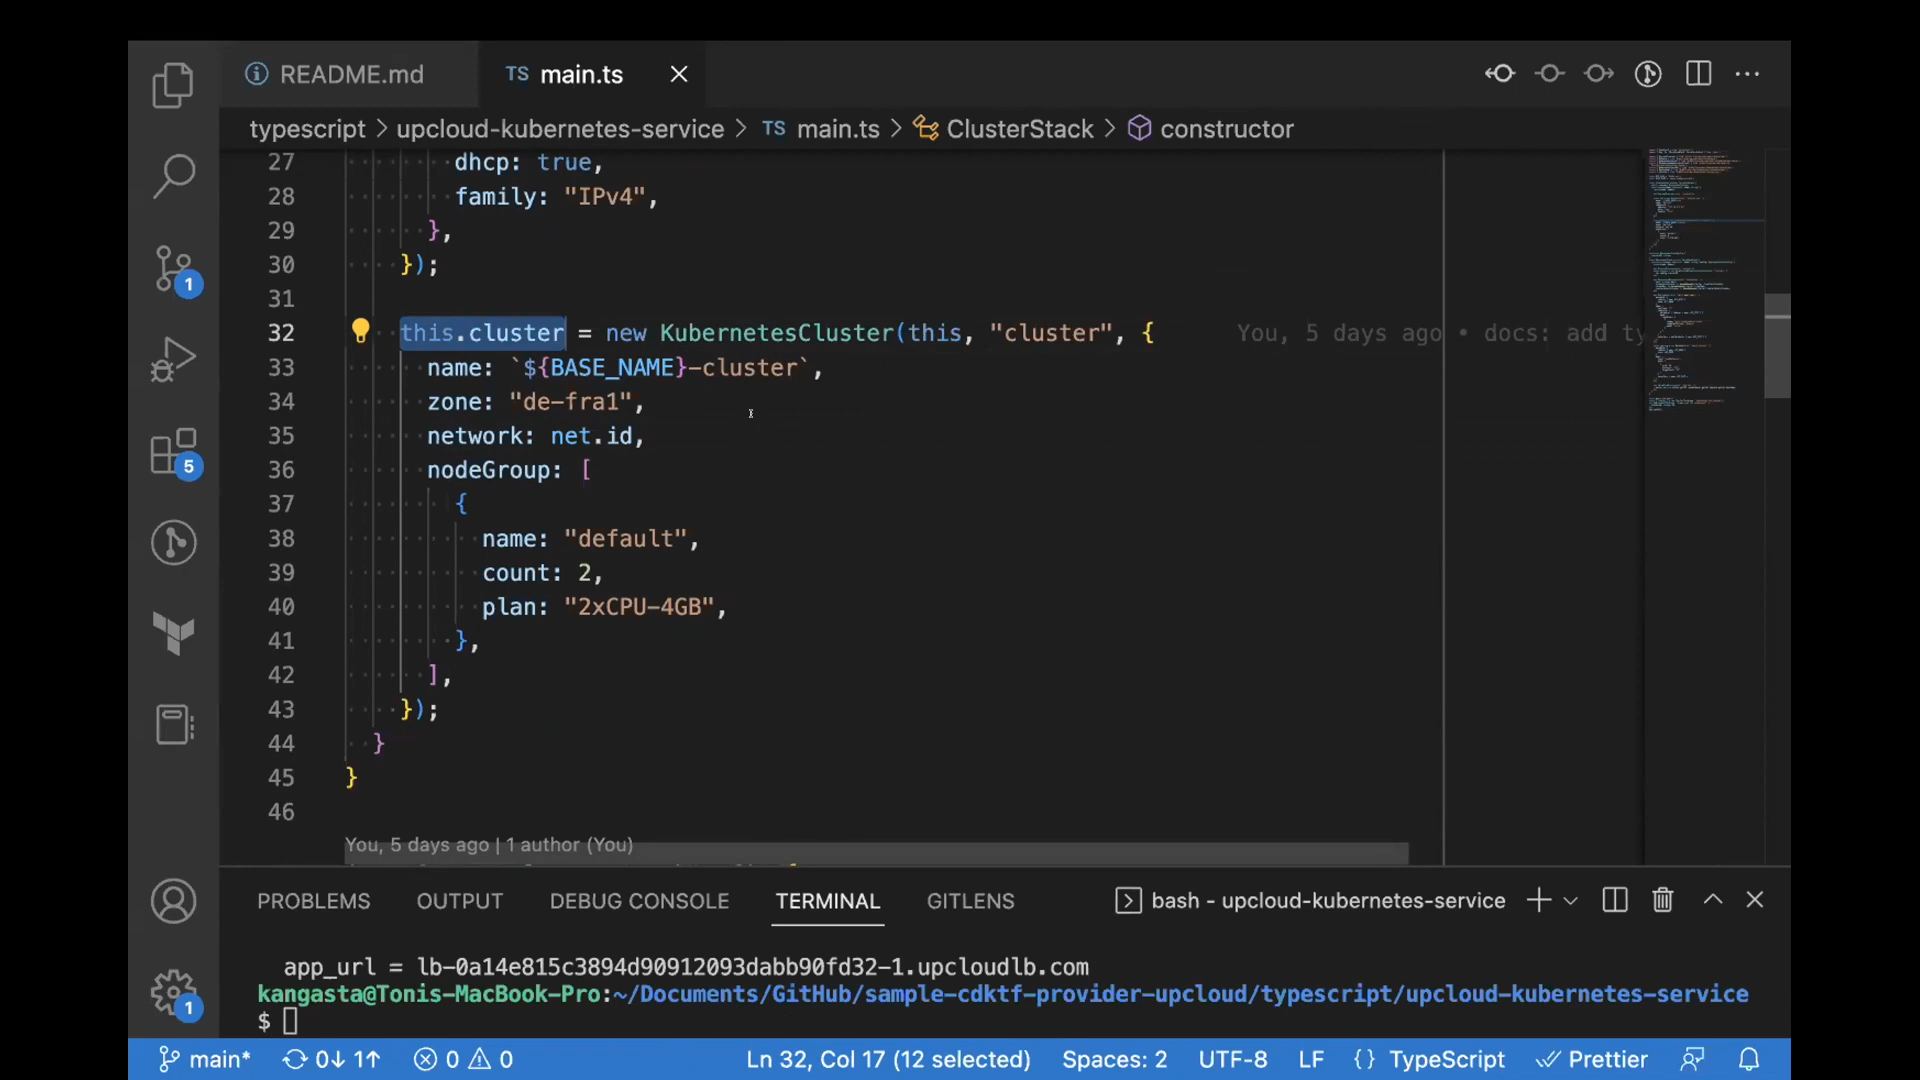 README.md
TS main.ts
typescript > upcloud-kubernetes-service > TS main.ts > ClusterStack > constructor
27 dhcp: true,
28 family: "IPv4",
29 },
30 });
31
32 this.cluster = new KubernetesCluster(this, "cluster", { You, 5 days ago • docs: add ty
33 name: `${BASE_NAME}-cluster`,
34 zone: "de-fra1",
35 network: net.id,
36 nodeGroup: [
37 {
38 name: "default",
39 count: 2,
40 plan: "2xCPU-4GB",
41 },
42 ],
43 });
44 }
45 }
46
You, 5 days ago | 1 author (You)
1
5
1
PROBLEMS OUTPUT DEBUG CONSOLE TERMINAL GITLENS bash - upcloud-kubernetes-service
app_url = lb-0a14e815c3894d90912093dabb90fd32-1.upcloudlb.com
kangasta@Tonis-MacBook-Pro:~/Documents/GitHub/sample-cdktf-provider-upcloud/typescript/upcloud-kubernetes-service
$
main* 0↓ 1↑ 0 0 Ln 32, Col 17 (12 selected) Spaces: 2 UTF-8 LF {} TypeScript Prettier